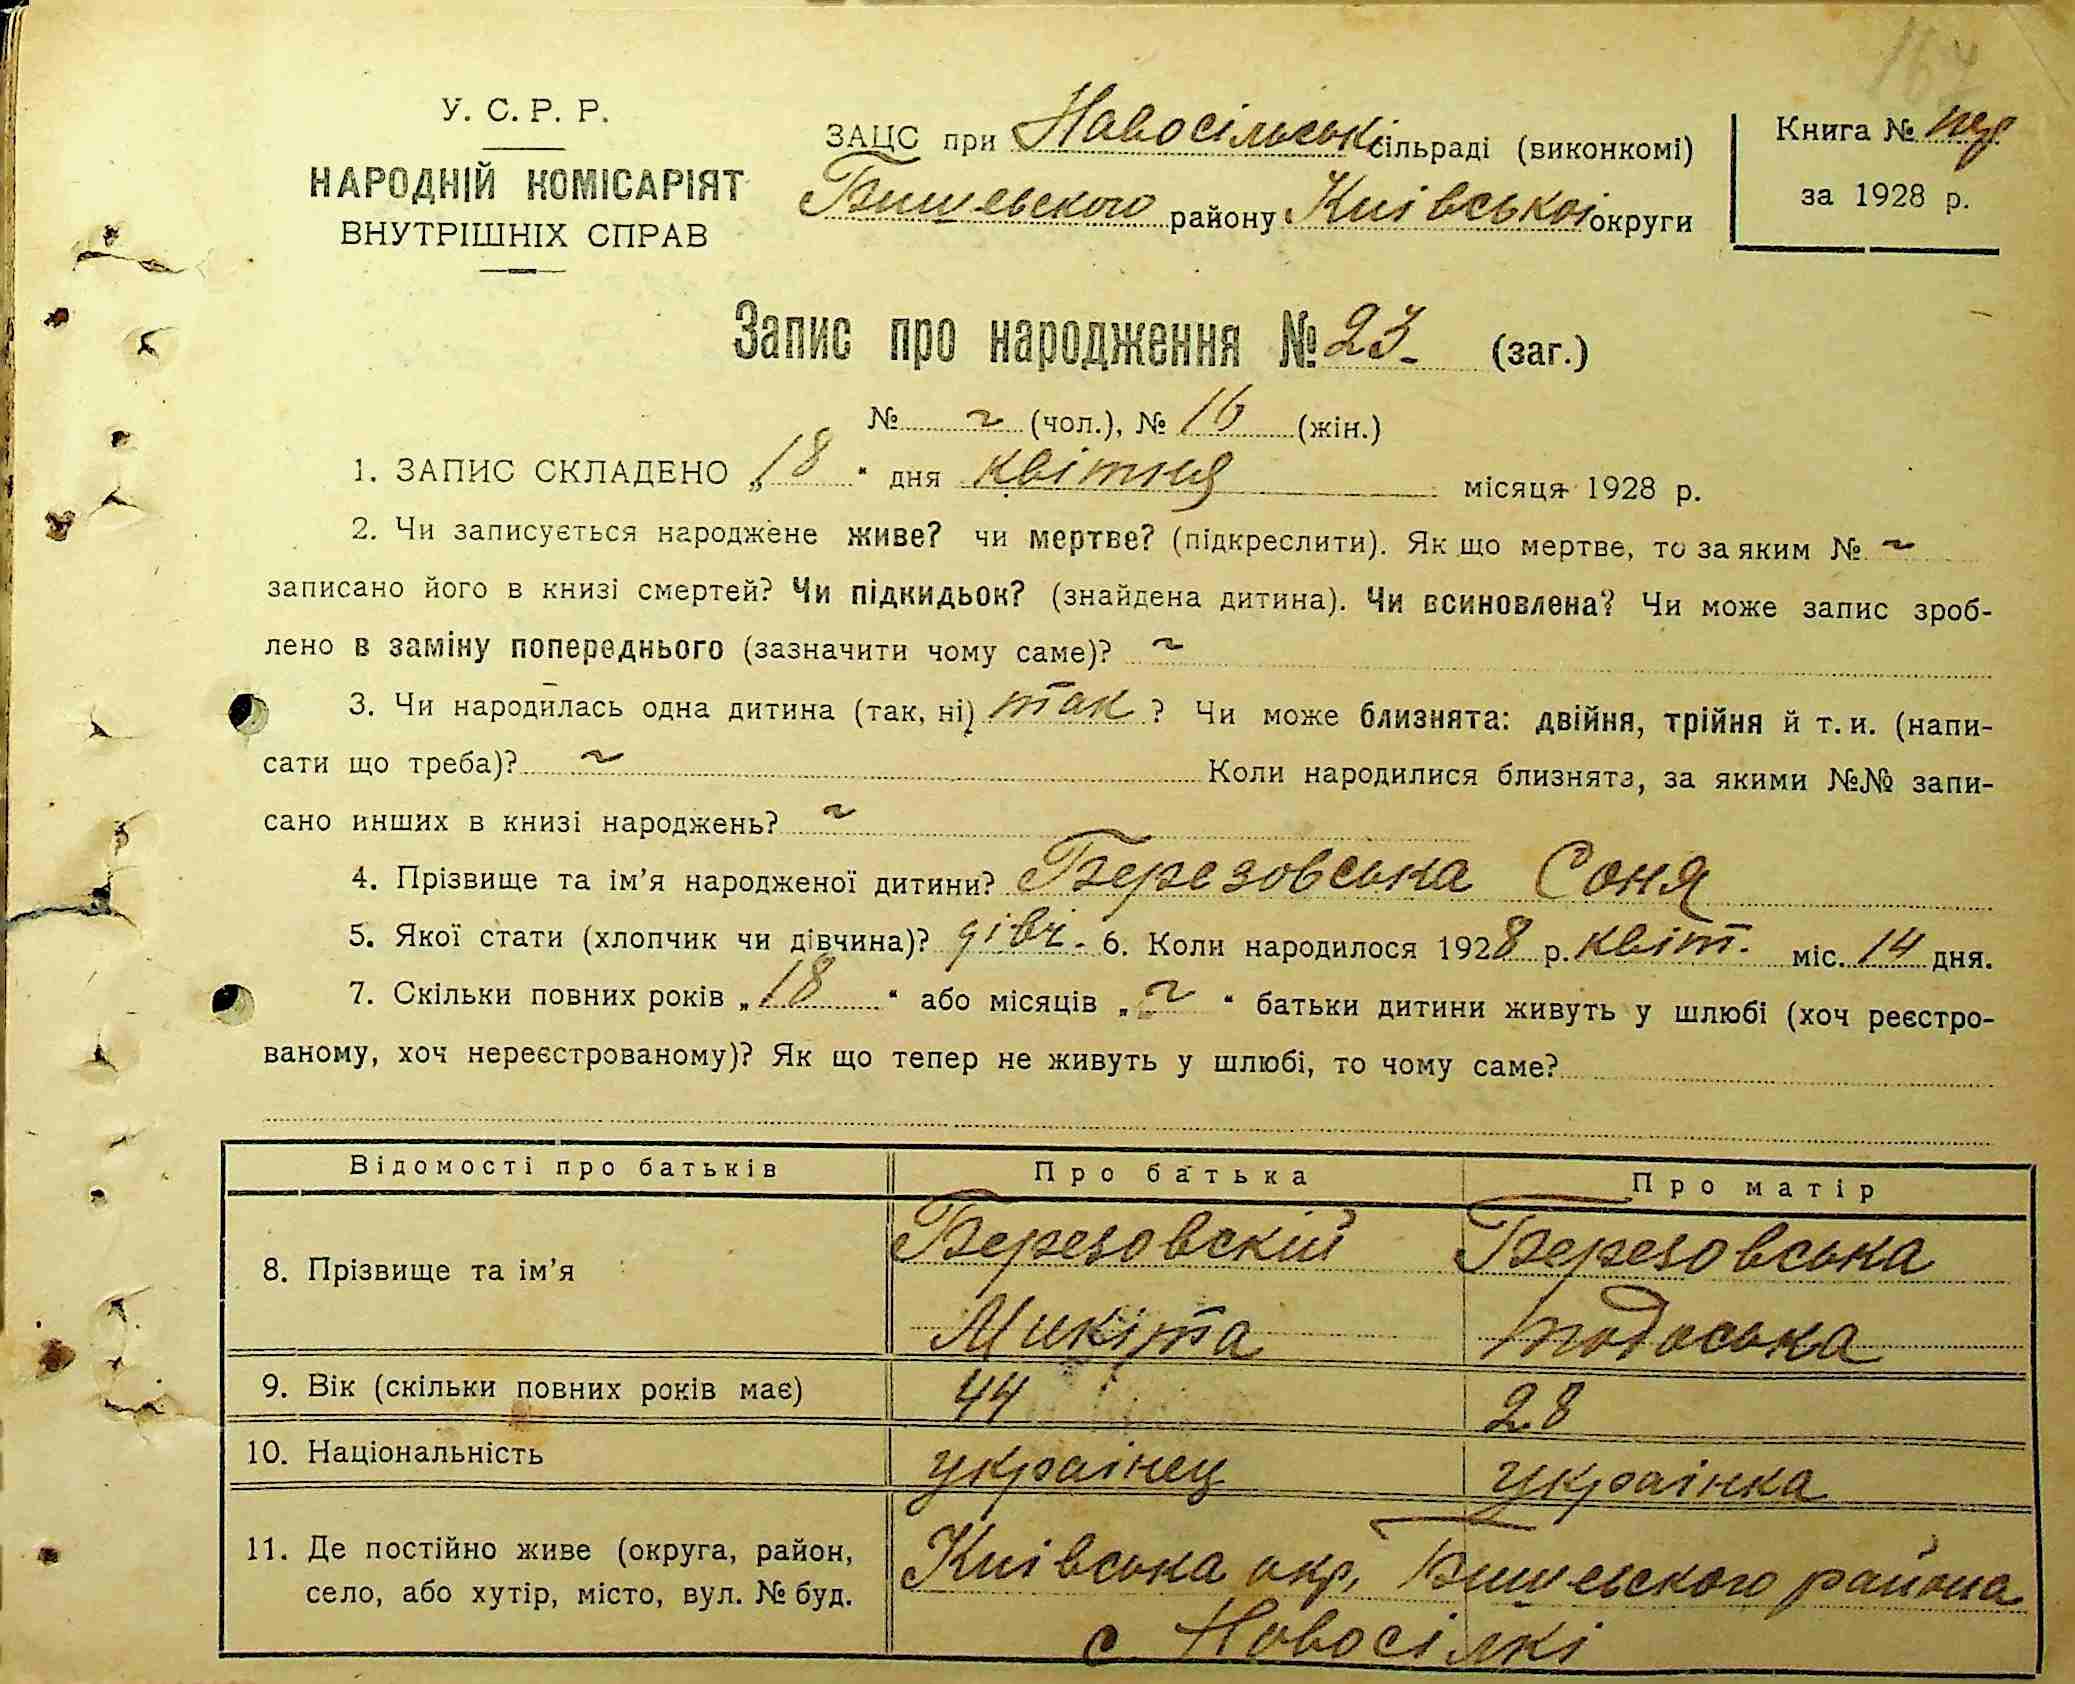 167
У. С. Р. Р.
НАРОДНІЙ КОМІСАРІЯТ
ВНУТРІШНІХ СПРАВ
ЗАЦС при Новосільські сільраді (виконкомі)
Бишевского району Київської округи
Книга №
за 1928 р.
Запис про народження № 23 (заг.)
№ ~ (чол.), № 16 (жін.)
1. ЗАПИС СКЛАДЕНО „18" дня квітня місяця 1928 р.
2. Чи записується народжене живе? чи мертве? (підкреслити). Як що мертве, то за яким № ~
записано його в книзі смертей? Чи підкидьок? (знайдена дитина). Чи всиновлена? Чи може запис зроб-
лено в заміну попереднього (зазначити чому саме)? ~
3. Чи народилась одна дитина (так, ні) так ? Чи може близнята: двійня, трійня й т. и. (напи-
сати що треба)? ~ Коли народилися близнята, за якими №№ запи-
сано инших в книзі народжень? ~
4. Прізвище та ім'я народженої дитини? Березовська Соня
5. Якої стати (хлопчик чи дівчина)? дівч. 6. Коли народилося 1928 р. квіт. міс. 14 дня.
7. Скільки повних років „18" або місяців „~" батьки дитини живуть у шлюбі (хоч реєстро-
ваному, хоч нереєстрованому)? Як що тепер не живуть у шлюбі, то чому саме?
Відомості про батьків Про батька Про матір
8. Прізвище та ім'я Березовскій Березовська
Микіта Тодоська
9. Вік (скільки повних років має) 44 28
10. Національність українец українка
11. Де постійно живе (округа, район, Київська окр. Бишевского района
село, або хутір, місто, вул. № буд. с Новосілкі